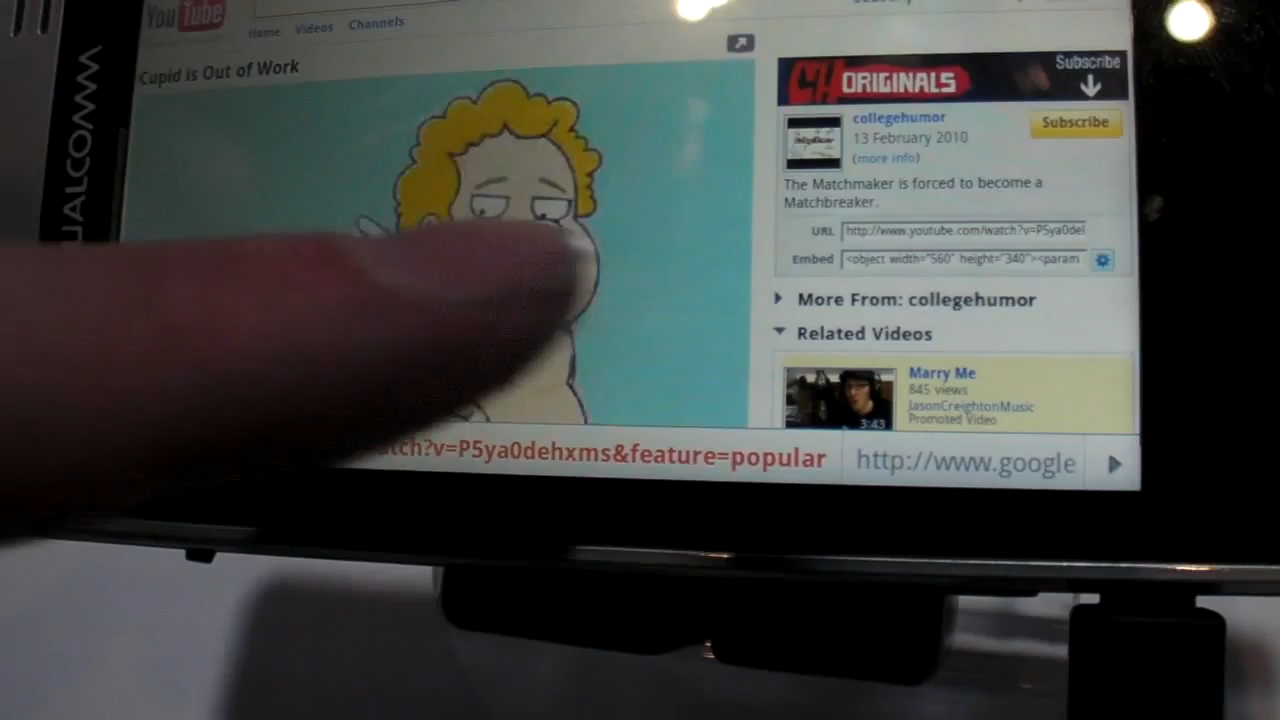 YouTube
Home Videos Channels
Cupid is Out of Work
QUALCOMM
CH ORIGINALS
Subscribe
collegehumor
Subscribe
13 February 2010
(more info)
The Matchmaker is forced to become a
Matchbreaker.
URL http://www.youtube.com/watch?v=P5ya0del
Embed <object width="560" height="340"><param
More From: collegehumor
Related Videos
Marry Me
845 views
JasonCreightonMusic
Promoted Video
3:43
atch?v=P5ya0dehxms&feature=popular
http://www.google